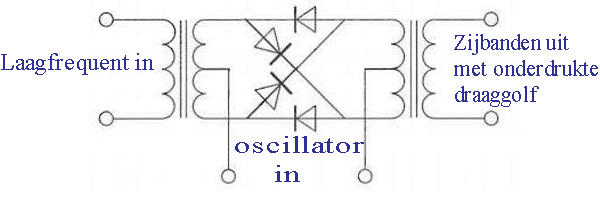 Laagfrequent in
Zijbanden uit
met onderdrukte
draaggolf
oscillator
in